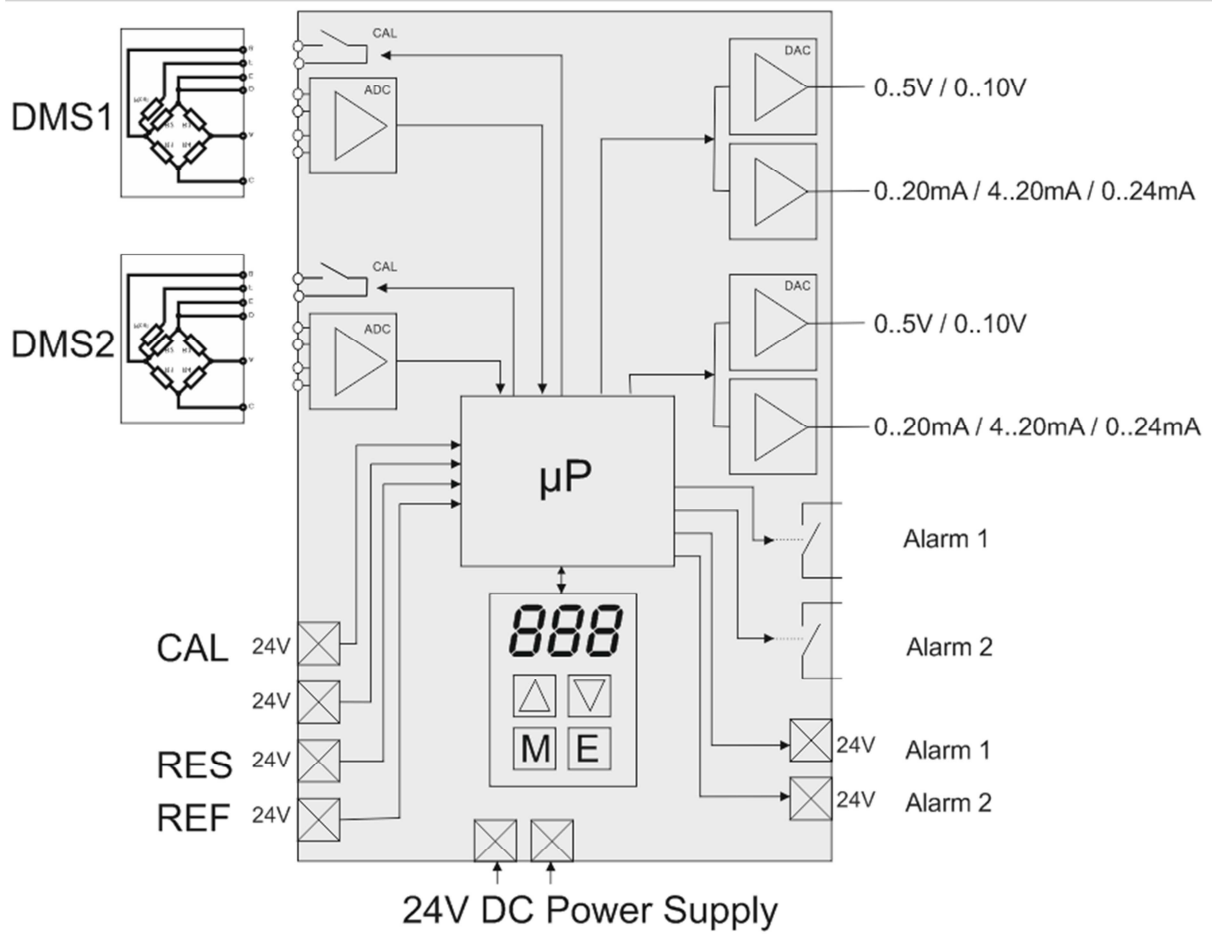 CAL
DAC
ADC
DMS1
0..5V / 0..10V
0..20mA / 4..20mA / 0..24mA
CAL
DAC
ADC
DMS2
0..5V / 0..10V
0..20mA / 4..20mA / 0..24mA
µP
Alarm 1
888
CAL 24V
Alarm 2
24V
M E
24V Alarm 1
RES 24V
24V Alarm 2
REF 24V
24V DC Power Supply